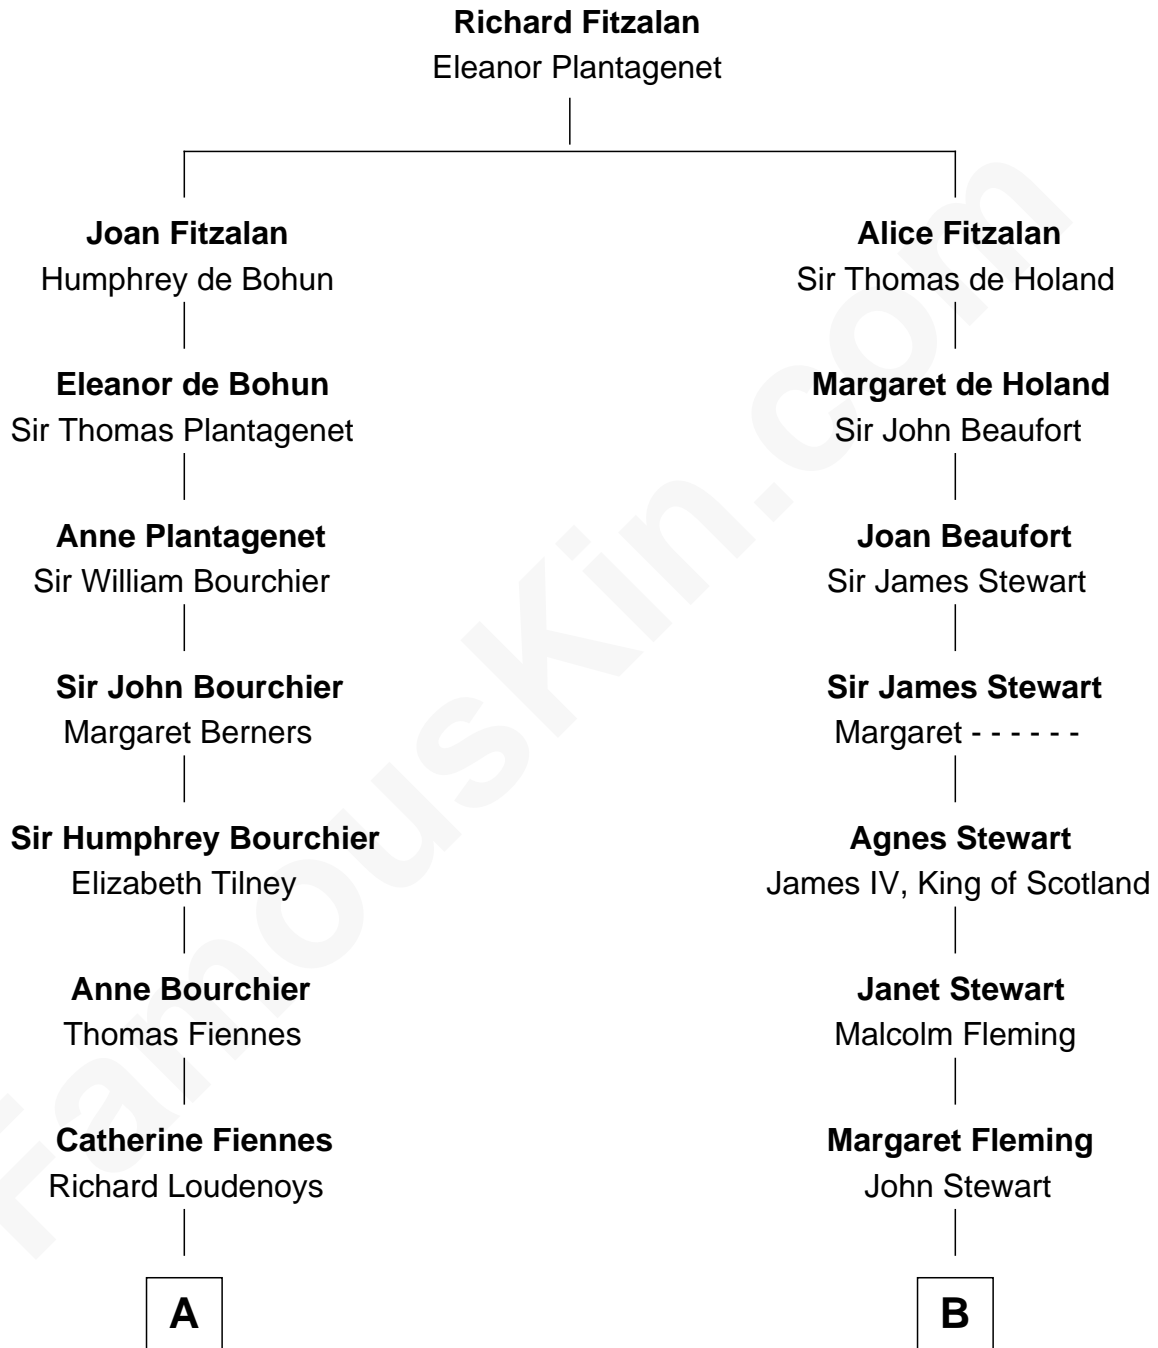 Richard Fitzalan
Eleanor Plantagenet
Joan Fitzalan
Humphrey de Bohun
Eleanor de Bohun
Sir Thomas Plantagenet
Anne Plantagenet
Sir William Bourchier
Sir John Bourchier
Margaret Berners
Sir Humphrey Bourchier
Elizabeth Tilney
Anne Bourchier
Thomas Fiennes
Catherine Fiennes
Richard Loudenoys
A
Alice Fitzalan
Sir Thomas de Holand
Margaret de Holand
Sir John Beaufort
Joan Beaufort
Sir James Stewart
Sir James Stewart
Margaret - - - - - -
Agnes Stewart
James IV, King of Scotland
Janet Stewart
Malcolm Fleming
Margaret Fleming
John Stewart
B
FamousKin.com